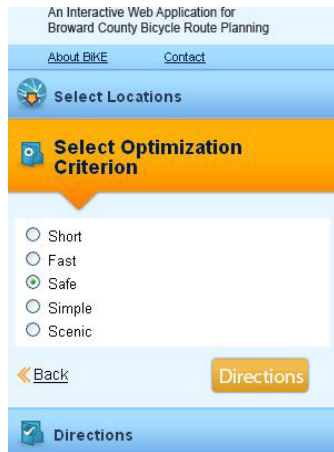 An Interactive Web Application for
Broward County Bicycle Route Planning
About BiKE Contact
Select Locations
Select Optimization
Criterion
Short
Fast
Safe
Simple
Scenic
Back
Directions
Directions